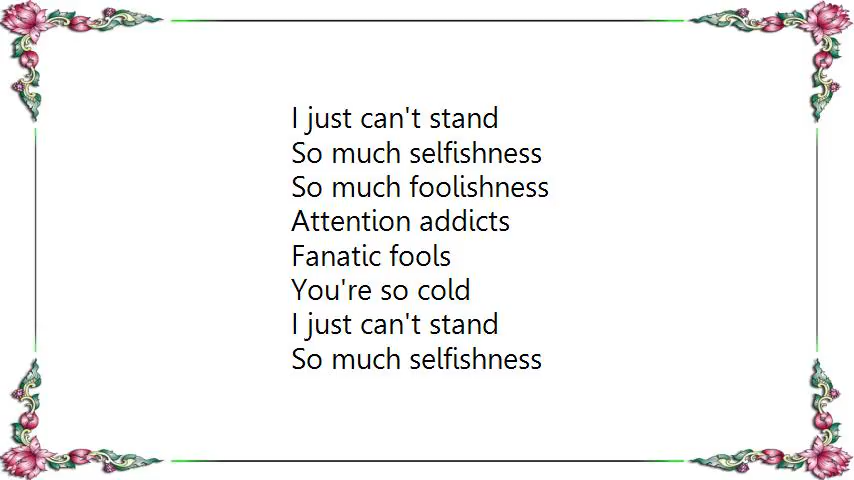 I just can't stand
So much selfishness
So much foolishness
Attention addicts
Fanatic fools
You're so cold
I just can't stand
So much selfishness